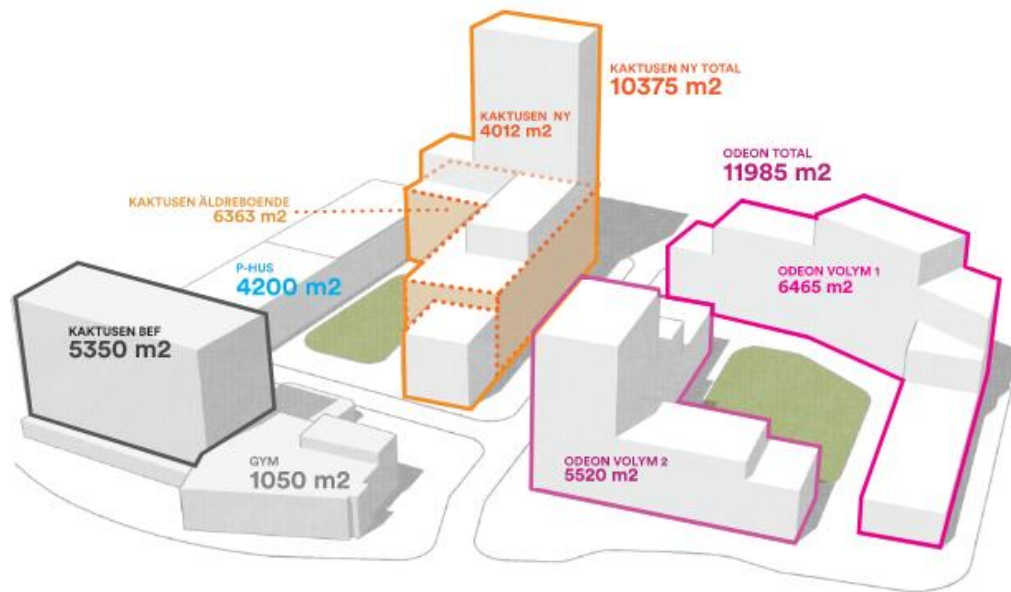 KAKTUSEN NY TOTAL
10375 m2
KAKTUSEN NY
4012 m2
ODEON TOTAL
11985 m2
KAKTUSEN ÄLDREBOENDE
6363 m2
P-HUS
4200 m2
ODEON VOLYM 1
6465 m2
KAKTUSEN BEF
5350 m2
GYM
1050 m2
ODEON VOLYM 2
5520 m2